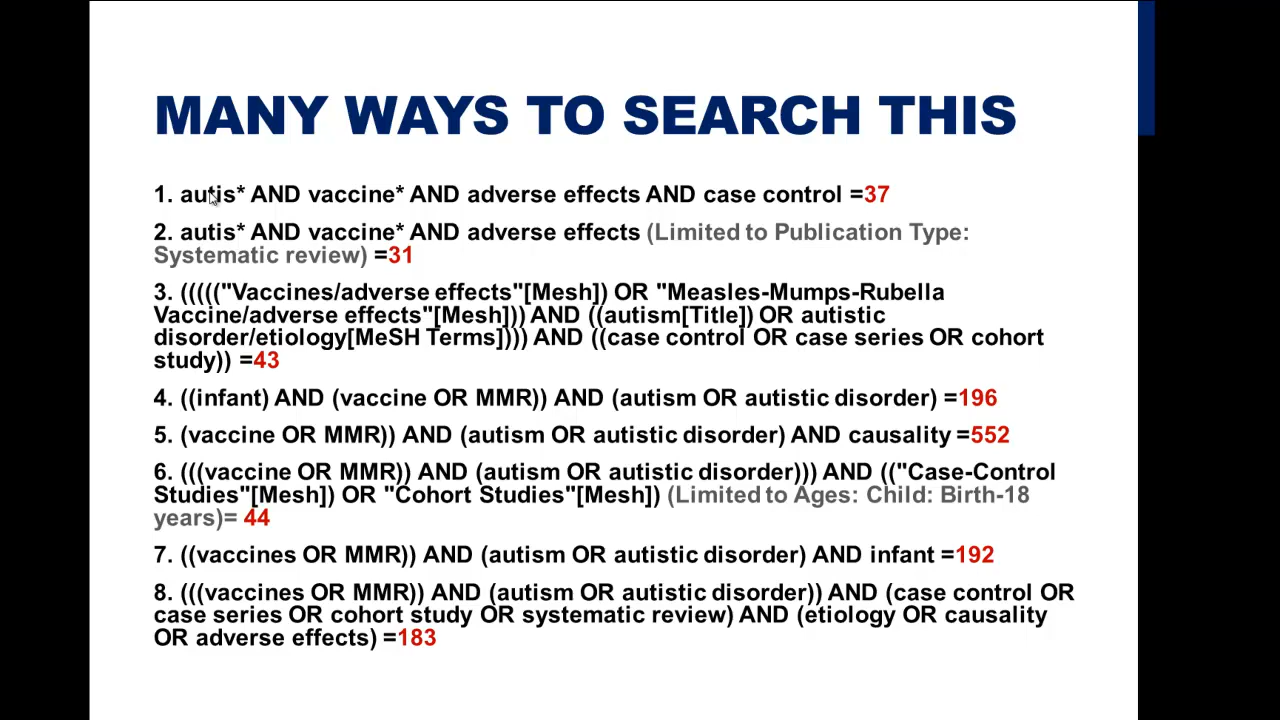 MANY WAYS TO SEARCH THIS
1. autis* AND vaccine* AND adverse effects AND case control =37
2. autis* AND vaccine* AND adverse effects (Limited to Publication Type:
Systematic review) =31
3. ((((("Vaccines/adverse effects"[Mesh]) OR "Measles-Mumps-Rubella
Vaccine/adverse effects"[Mesh])) AND ((autism[Title]) OR autistic
disorder/etiology[MeSH Terms]))) AND ((case control OR case series OR cohort
study)) =43
4. ((infant) AND (vaccine OR MMR)) AND (autism OR autistic disorder) =196
5. (vaccine OR MMR)) AND (autism OR autistic disorder) AND causality =552
6. (((vaccine OR MMR)) AND (autism OR autistic disorder))) AND (("Case-Control
Studies"[Mesh]) OR "Cohort Studies"[Mesh]) (Limited to Ages: Child: Birth-18
years)= 44
7. ((vaccines OR MMR)) AND (autism OR autistic disorder) AND infant =192
8. (((vaccines OR MMR)) AND (autism OR autistic disorder)) AND (case control OR
case series OR cohort study OR systematic review) AND (etiology OR causality
OR adverse effects) =183